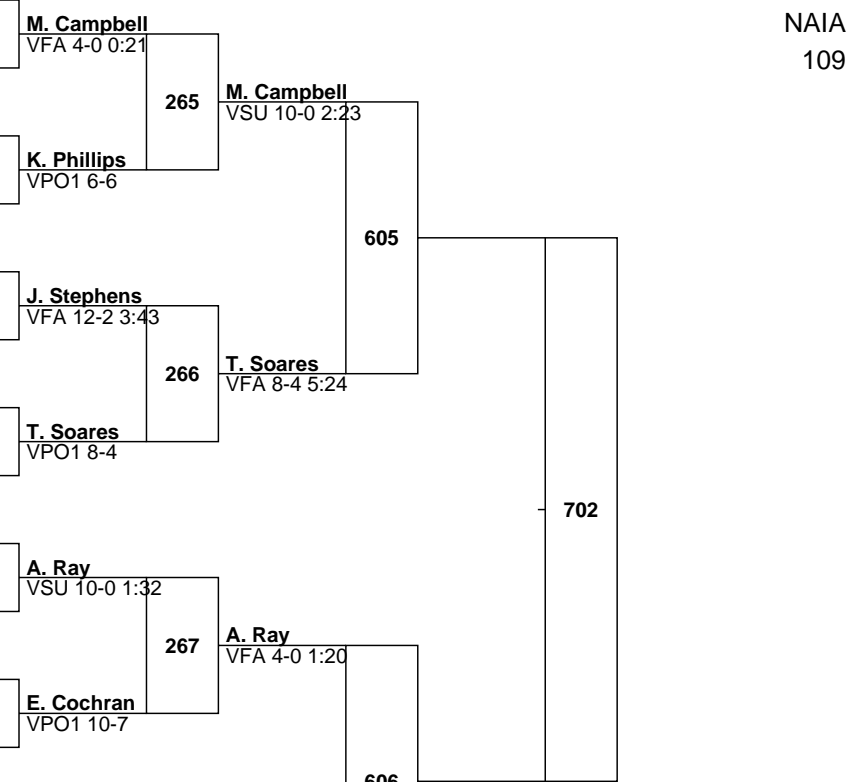 NAIA
109
M. Campbell
VFA 4-0 0:21
265
M. Campbell
VSU 10-0 2:23
K. Phillips
VPO1 6-6
605
J. Stephens
VFA 12-2 3:43
266
T. Soares
VFA 8-4 5:24
T. Soares
VPO1 8-4
702
A. Ray
VSU 10-0 1:32
267
A. Ray
VFA 4-0 1:20
E. Cochran
VPO1 10-7
606